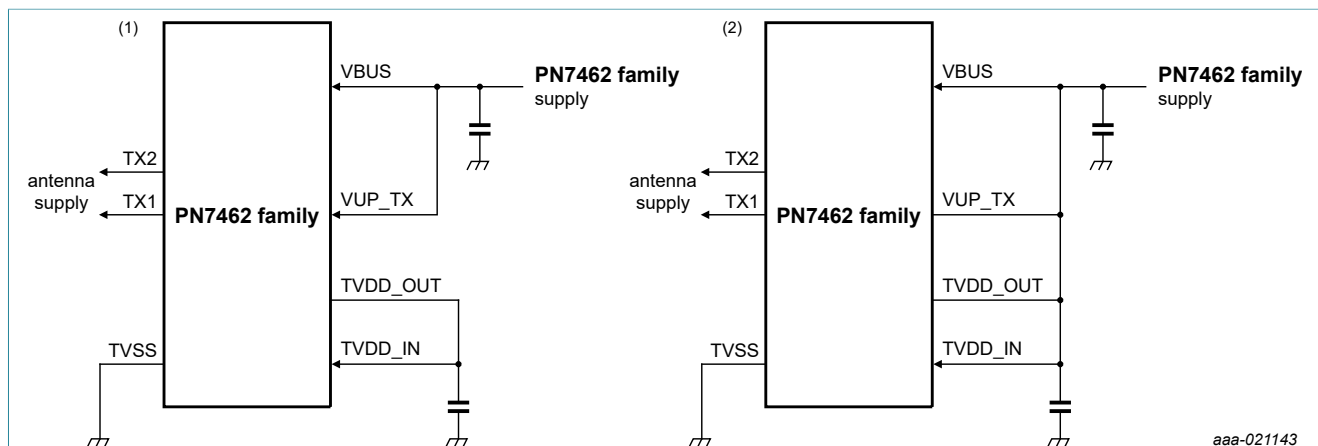 (1)
VBUS
PN7462 family
supply
TX2
antenna
supply
TX1
PN7462 family
VUP_TX
TVDD_OUT
TVSS
TVDD_IN
(2)
VBUS
PN7462 family
supply
TX2
antenna
supply
TX1
PN7462 family
VUP_TX
TVDD_OUT
TVSS
TVDD_IN
aaa-021143